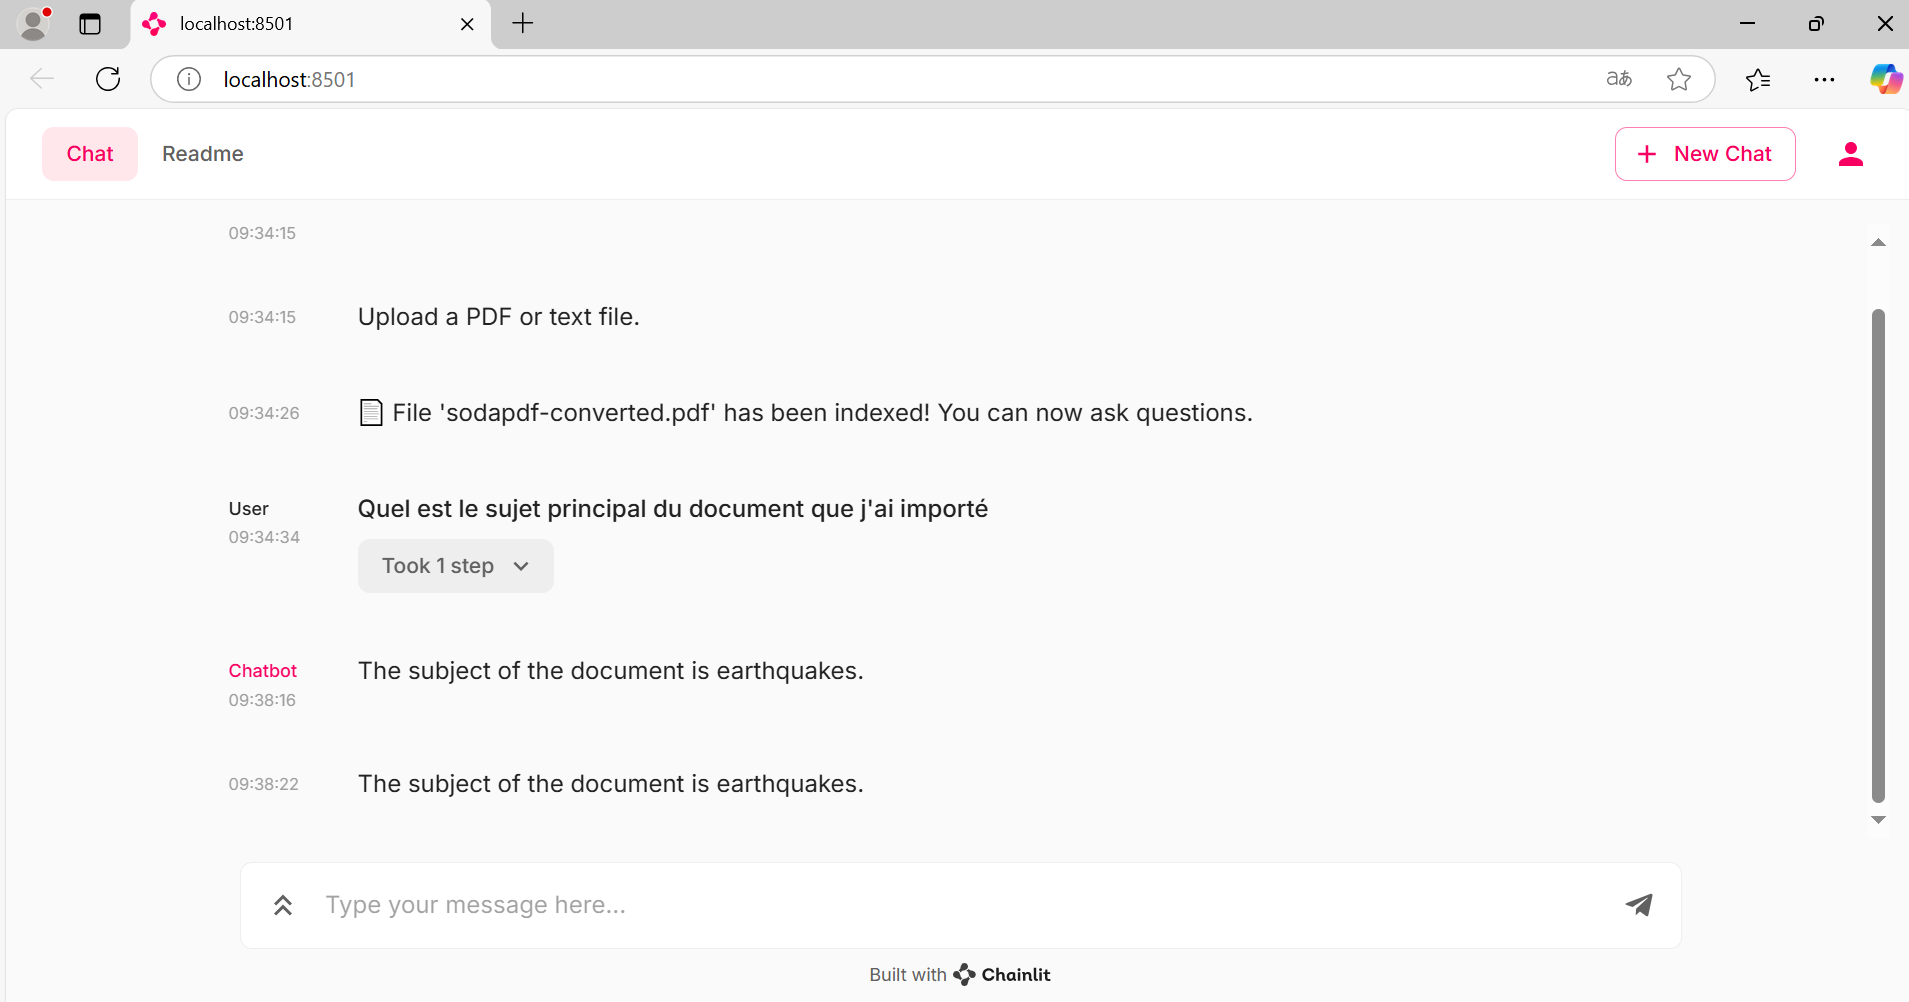 localhost:8501
localhost:8501
aあ
Chat
Readme
New Chat
09:34:15
09:34:15
Upload a PDF or text file.
09:34:26
File 'sodapdf-converted.pdf' has been indexed! You can now ask questions.
User
Quel est le sujet principal du document que j'ai importé
09:34:34
Took 1 step
Chatbot
The subject of the document is earthquakes.
09:38:16
09:38:22
The subject of the document is earthquakes.
Type your message here...
Built with Chainlit